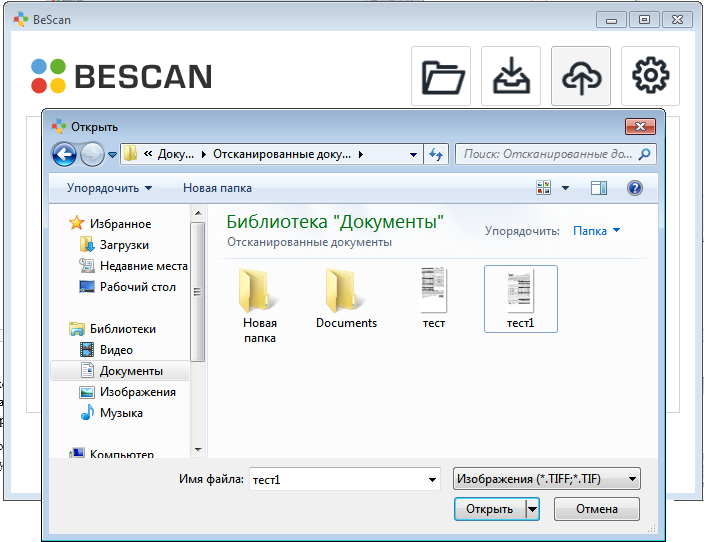 BeScan
BESCAN
Открыть
« Доку... Отсканированные доку...
Поиск: Отсканированные до...
Упорядочить
Новая папка
Избранное
Загрузки
Недавние места
Рабочий стол
Библиотеки
Видео
Документы
Изображения
Музыка
Компьютер
Библиотека "Документы"
Отсканированные документы
Упорядочить: Папка
Новая
папка
Documents
тест
тест1
Имя файла: тест1
Изображения (*.TIFF;*.TIF)
Открыть
Отмена